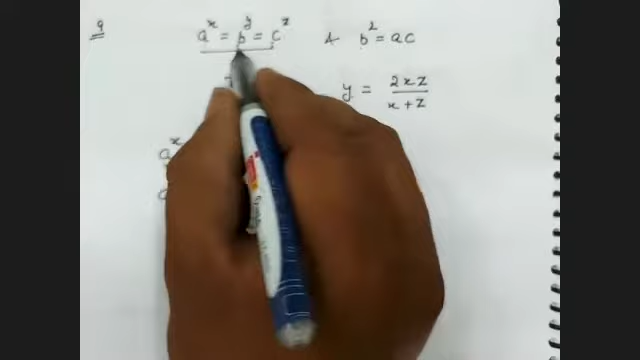 9 a^x = b^y = c^z & b^2 = ac
y = 2xz / x+z
a^x